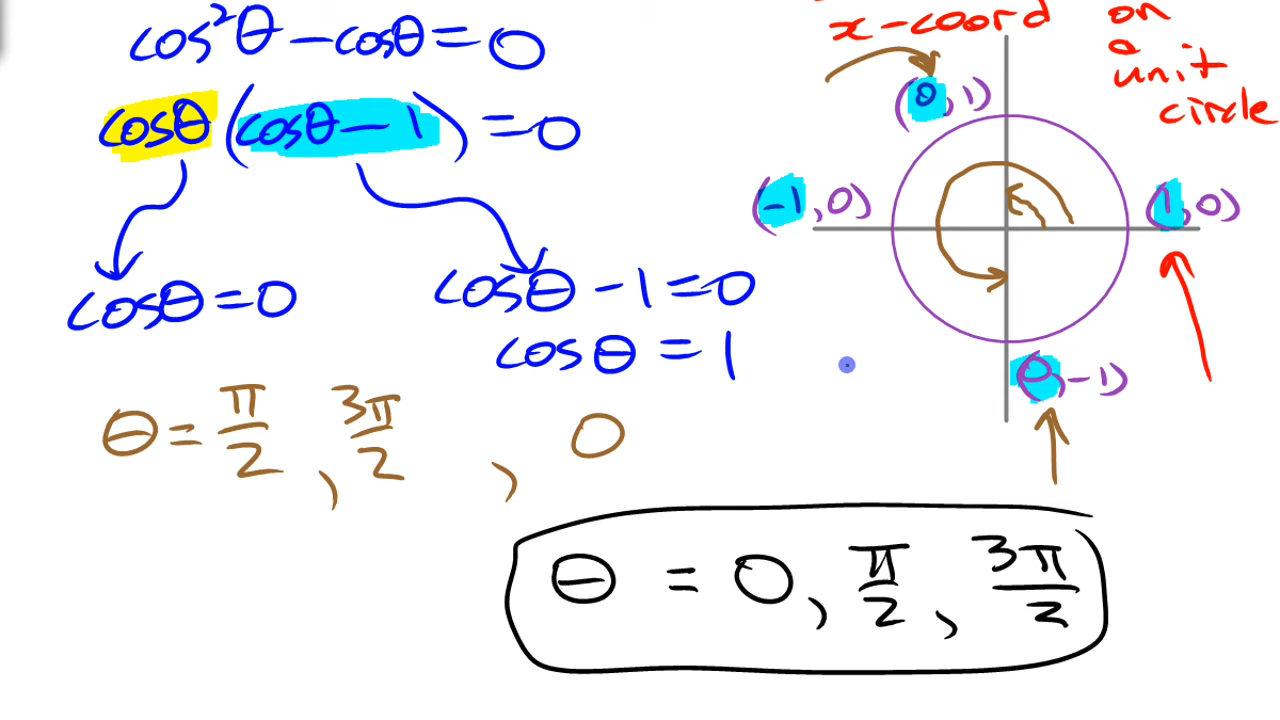 cos²θ - cosθ = 0
cosθ (cosθ - 1) = 0
cosθ = 0
cosθ - 1 = 0
cosθ = 1
θ = π/2, 3π/2, 0
θ = 0, π/2, 3π/2
x-coord on
a
unit
circle
(0, 1)
(-1, 0)
(1, 0)
(0, -1)